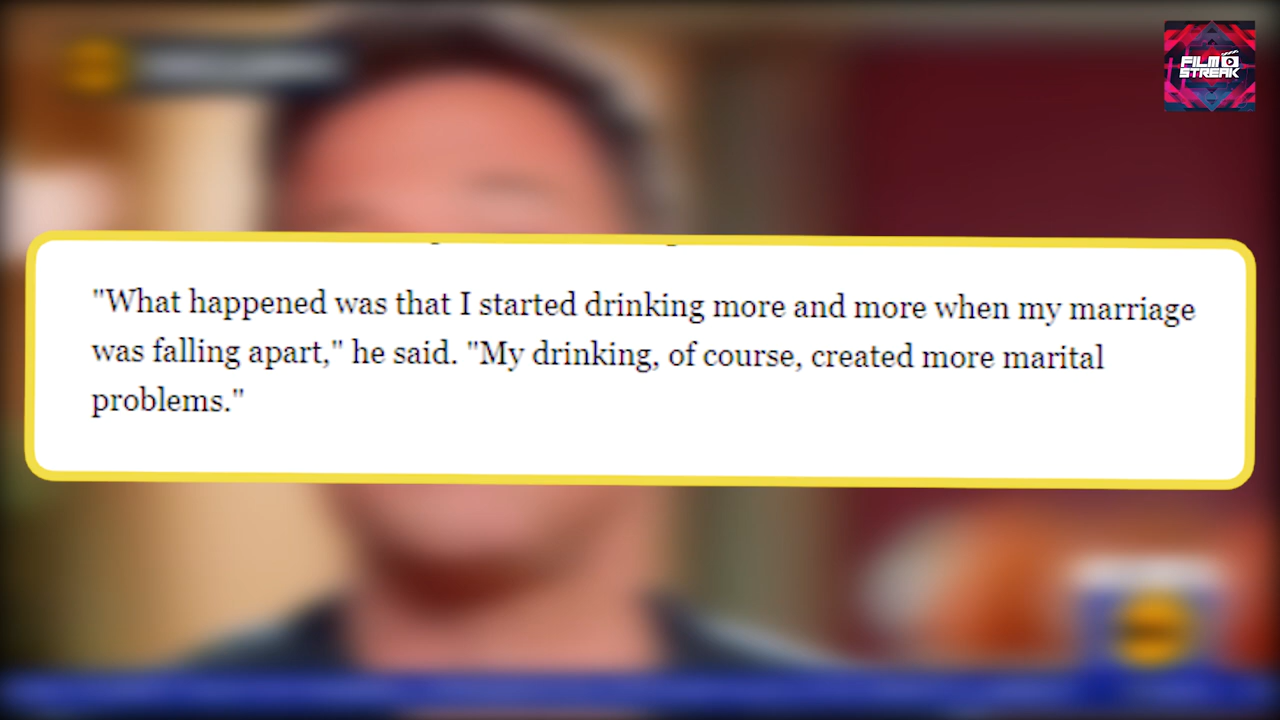 FILM
STREAK
"What happened was that I started drinking more and more when my marriage
was falling apart," he said. "My drinking, of course, created more marital
problems."